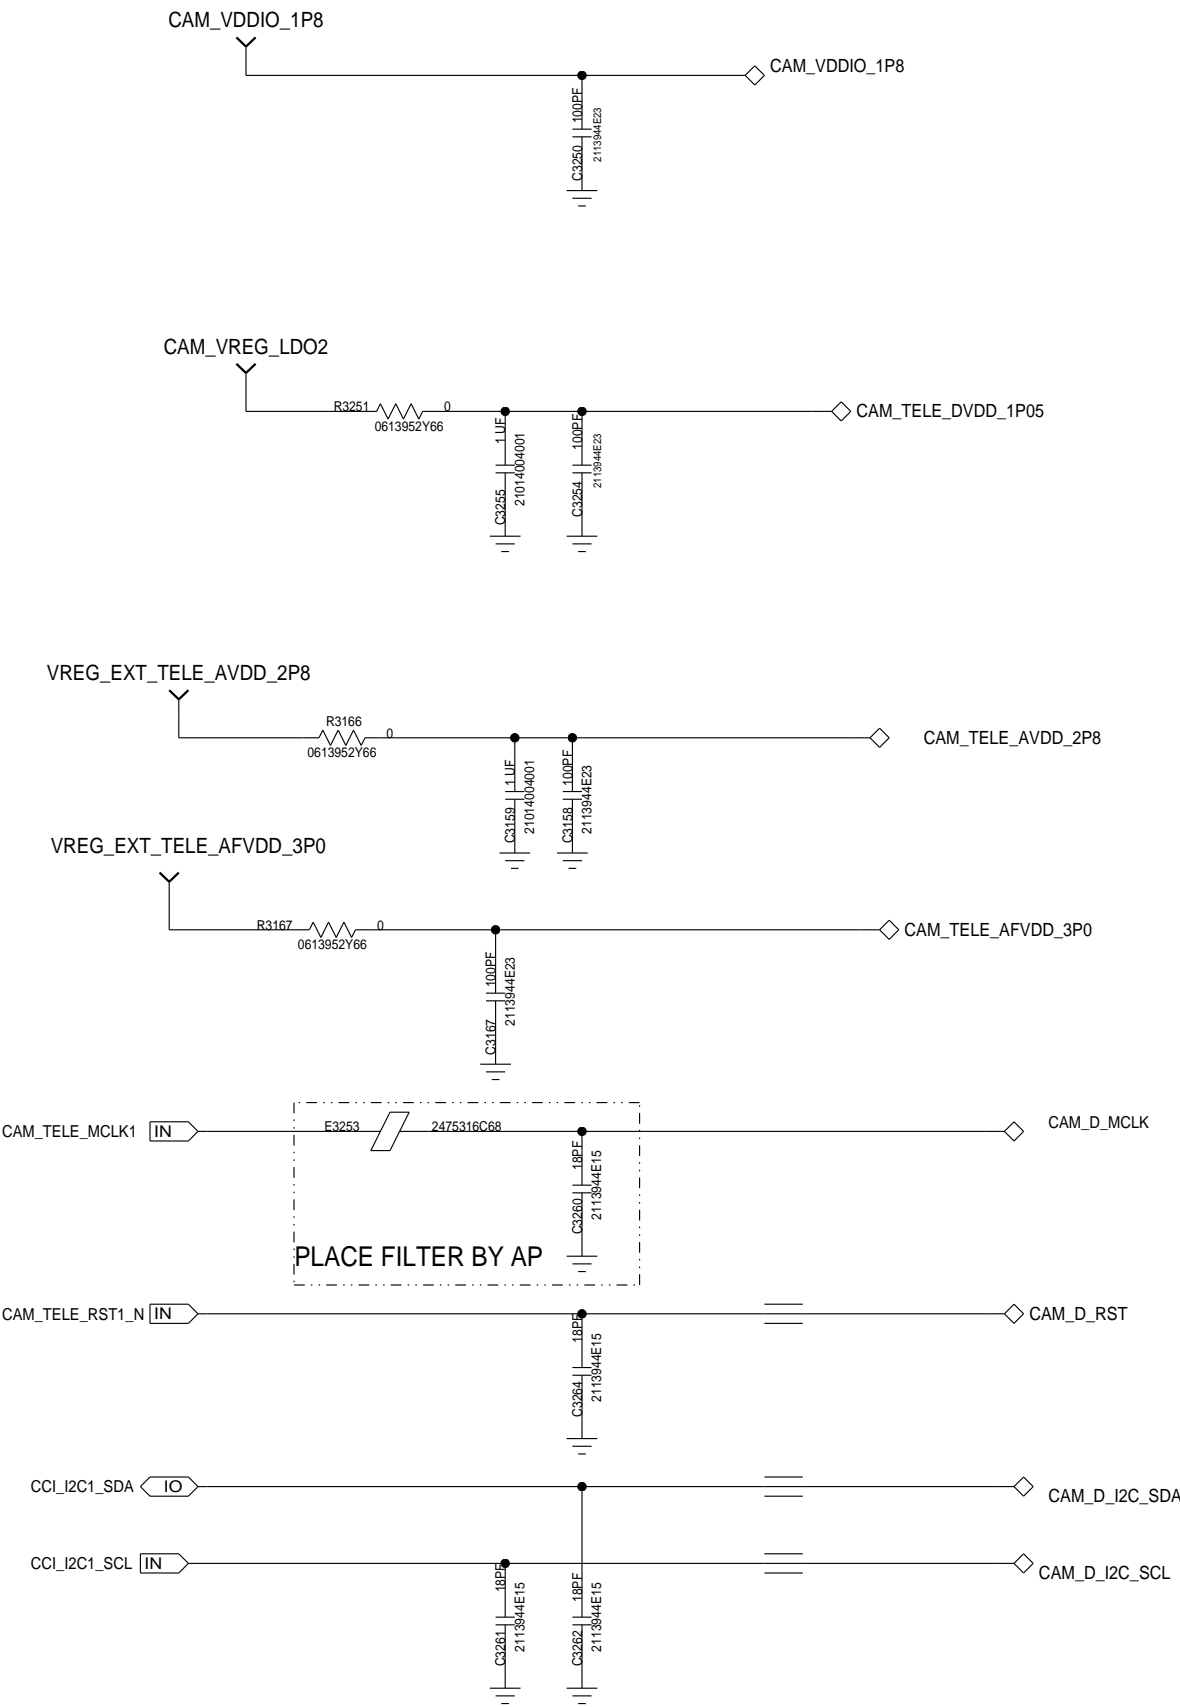 CAM_VDDIO_1P8
CAM_VDDIO_1P8
100PF
C3250
2113944E23
CAM_VREG_LDO2
R3251
0
0613952Y66
CAM_TELE_DVDD_1P05
1 UF
C3255
21014004001
100PF
C3254
2113944E23
VREG_EXT_TELE_AVDD_2P8
R3166
0
0613952Y66
CAM_TELE_AVDD_2P8
1 UF
C3159
21014004001
100PF
C3158
2113944E23
VREG_EXT_TELE_AFVDD_3P0
R3167
0
0613952Y66
CAM_TELE_AFVDD_3P0
100PF
C3167
2113944E23
CAM_TELE_MCLK1
IN
E3253
2475316C68
CAM_D_MCLK
18PF
C3260
2113944E15
PLACE FILTER BY AP
CAM_TELE_RST1_N
IN
CAM_D_RST
18PF
C3264
2113944E15
CCI_I2C1_SDA
IO
CAM_D_I2C_SDA
CCI_I2C1_SCL
IN
CAM_D_I2C_SCL
18PF
C3261
2113944E15
18PF
C3262
2113944E15